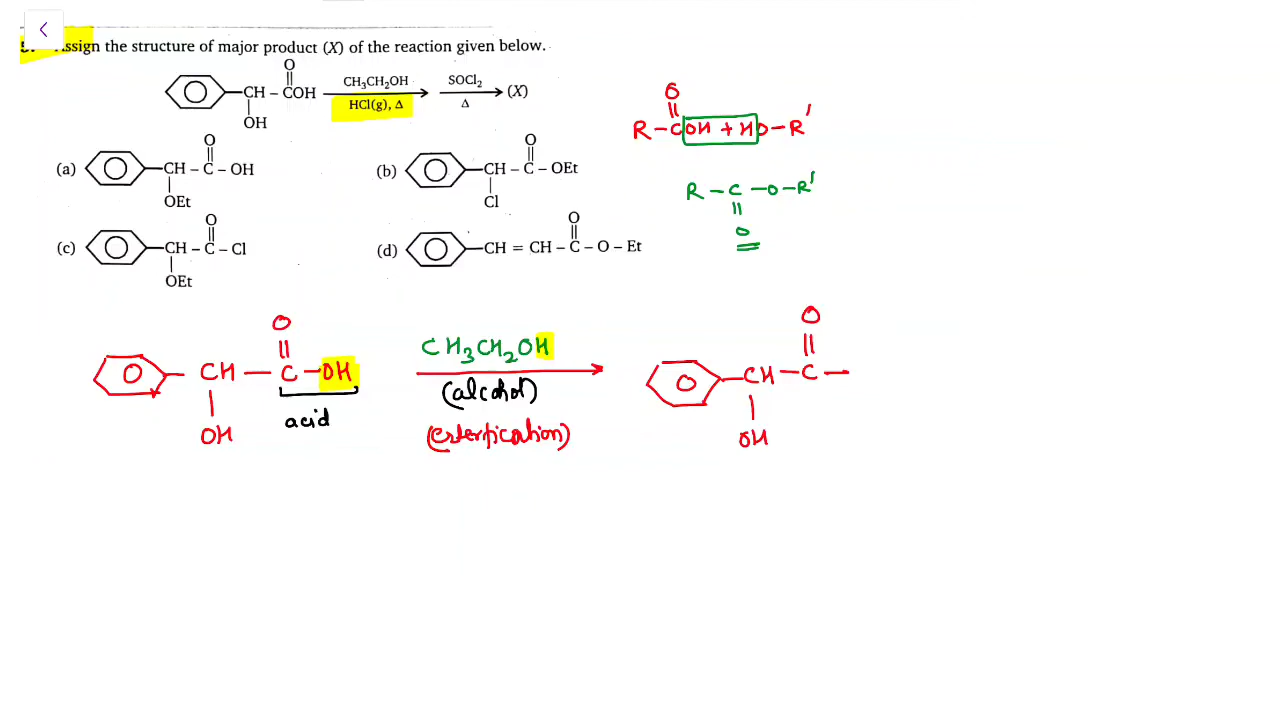 5. Assign the structure of major product (X) of the reaction given below.
O
CH – COH CH₃CH₂OH SOCl₂ (X)
HCl(g), Δ Δ
OH
(a) CH – C – OH
O
OEt
(b) CH – C – OEt
O
Cl
(c) CH – C – Cl
O
OEt
(d) CH = CH – C – O – Et
O
O
R – C OH + H O – R'
R – C – O – R'
O
O
CH – C – OH
OH
acid
CH₃CH₂OH
(alcohol)
(esterification)
O
CH – C –
OH